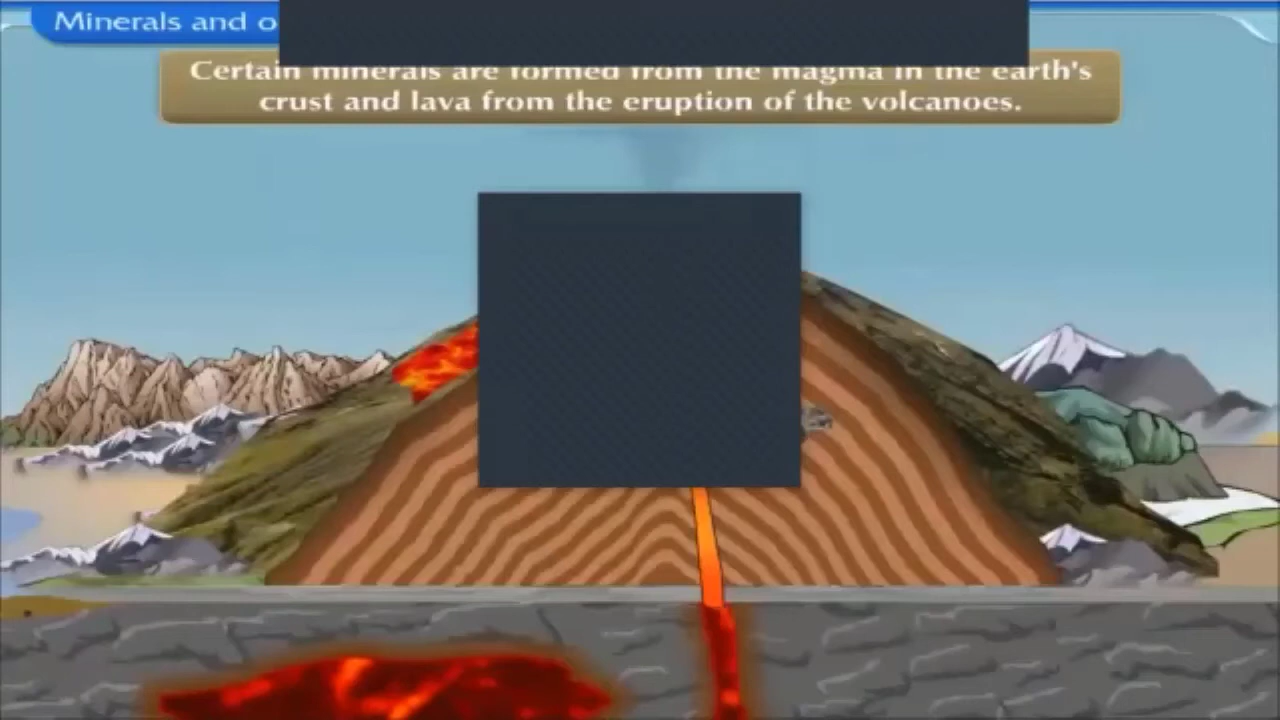 Minerals and o
Certain minerals are formed from the magma in the earth's
crust and lava from the eruption of the volcanoes.